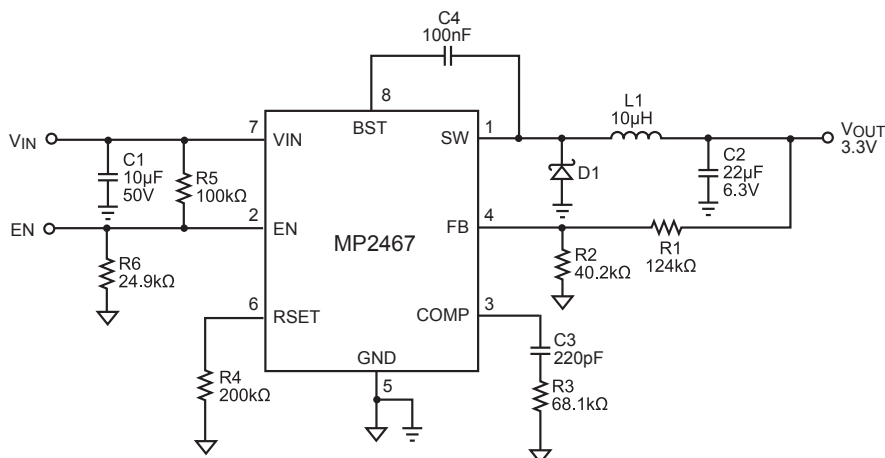 C4
100nF
8
BST
L1
10µH
VIN
7
VIN
SW
1
VOUT
3.3V
C1
10µF
50V
R5
100kΩ
D1
C2
22µF
6.3V
EN
2
EN
MP2467
FB
4
R1
124kΩ
R2
40.2kΩ
R6
24.9kΩ
6
RSET
COMP
3
C3
220pF
GND
5
R4
200kΩ
R3
68.1kΩ